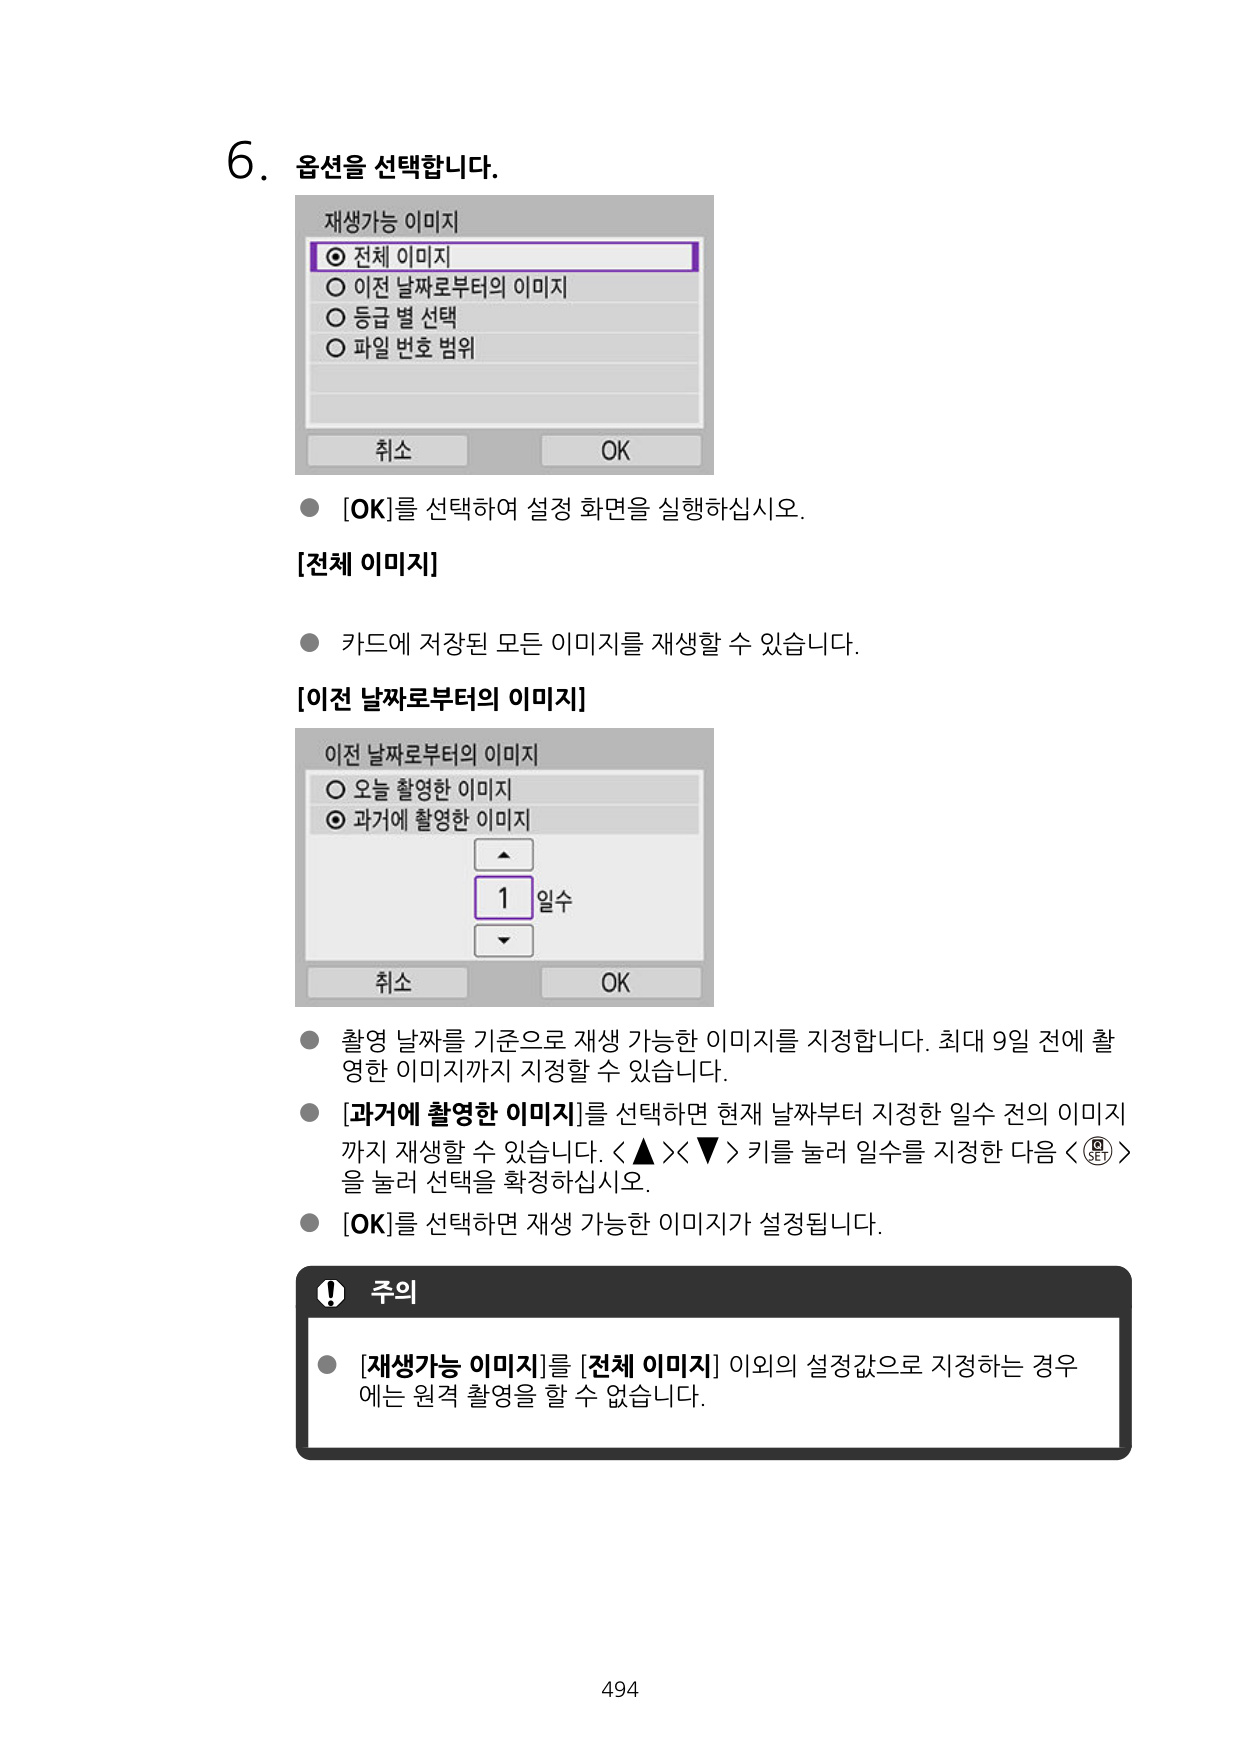 6. 옵션을 선택합니다.
재생가능 이미지
전체 이미지
이전 날짜로부터의 이미지
등급 별 선택
파일 번호 범위
취소 OK
● [OK]를 선택하여 설정 화면을 실행하십시오.
[전체 이미지]
● 카드에 저장된 모든 이미지를 재생할 수 있습니다.
[이전 날짜로부터의 이미지]
이전 날짜로부터의 이미지
오늘 촬영한 이미지
과거에 촬영한 이미지
1 일수
취소 OK
● 촬영 날짜를 기준으로 재생 가능한 이미지를 지정합니다. 최대 9일 전에 촬
영한 이미지까지 지정할 수 있습니다.
● [과거에 촬영한 이미지]를 선택하면 현재 날짜부터 지정한 일수 전의 이미지
까지 재생할 수 있습니다. < ▲ >< ▼ > 키를 눌러 일수를 지정한 다음 < Q SET >
을 눌러 선택을 확정하십시오.
● [OK]를 선택하면 재생 가능한 이미지가 설정됩니다.
주의
● [재생가능 이미지]를 [전체 이미지] 이외의 설정값으로 지정하는 경우
에는 원격 촬영을 할 수 없습니다.
494